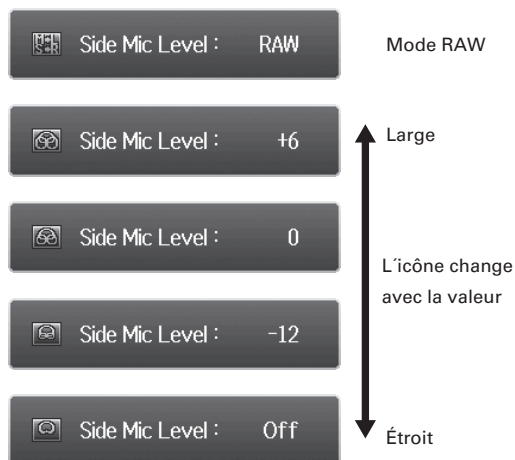 Side Mic Level : RAW
Mode RAW
Side Mic Level : +6
Large
Side Mic Level : 0
L´icône change
avec la valeur
Side Mic Level : -12
Side Mic Level : Off
Étroit